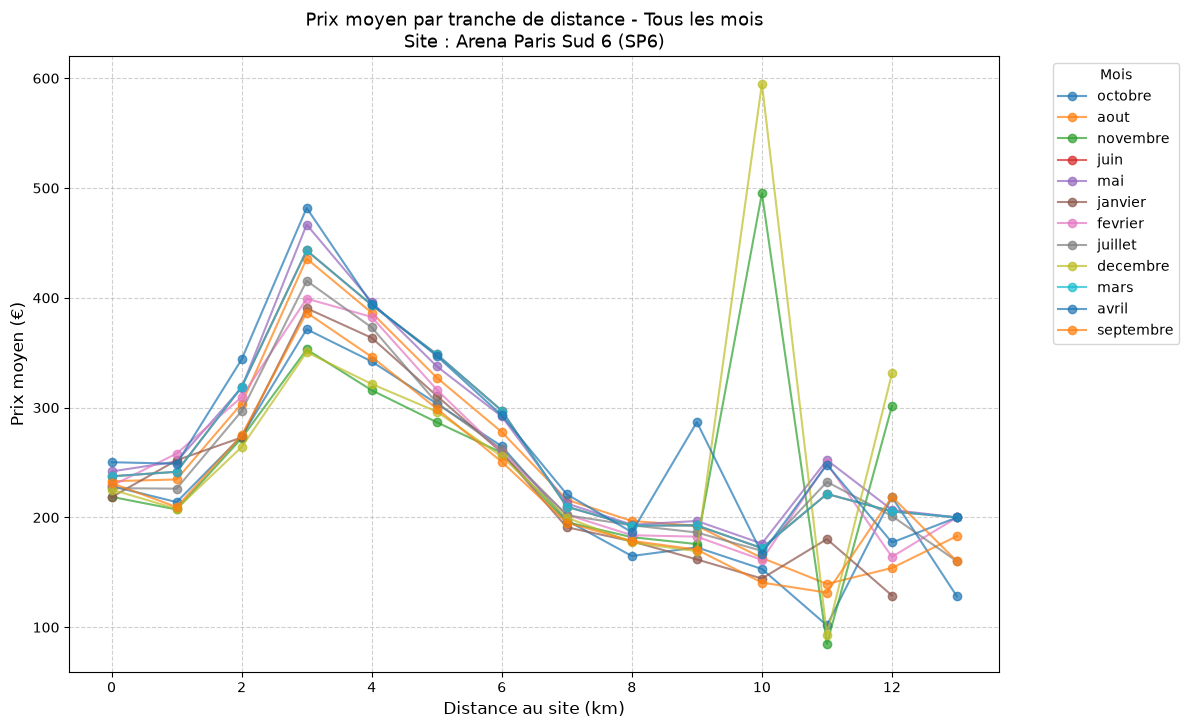 Prix moyen par tranche de distance - Tous les mois
Site : Arena Paris Sud 6 (SP6)
Prix moyen (€)
600
500
400
300
200
100
0
2
4
6
8
10
12
Distance au site (km)
Mois
octobre
aout
novembre
juin
mai
janvier
fevrier
juillet
decembre
mars
avril
septembre